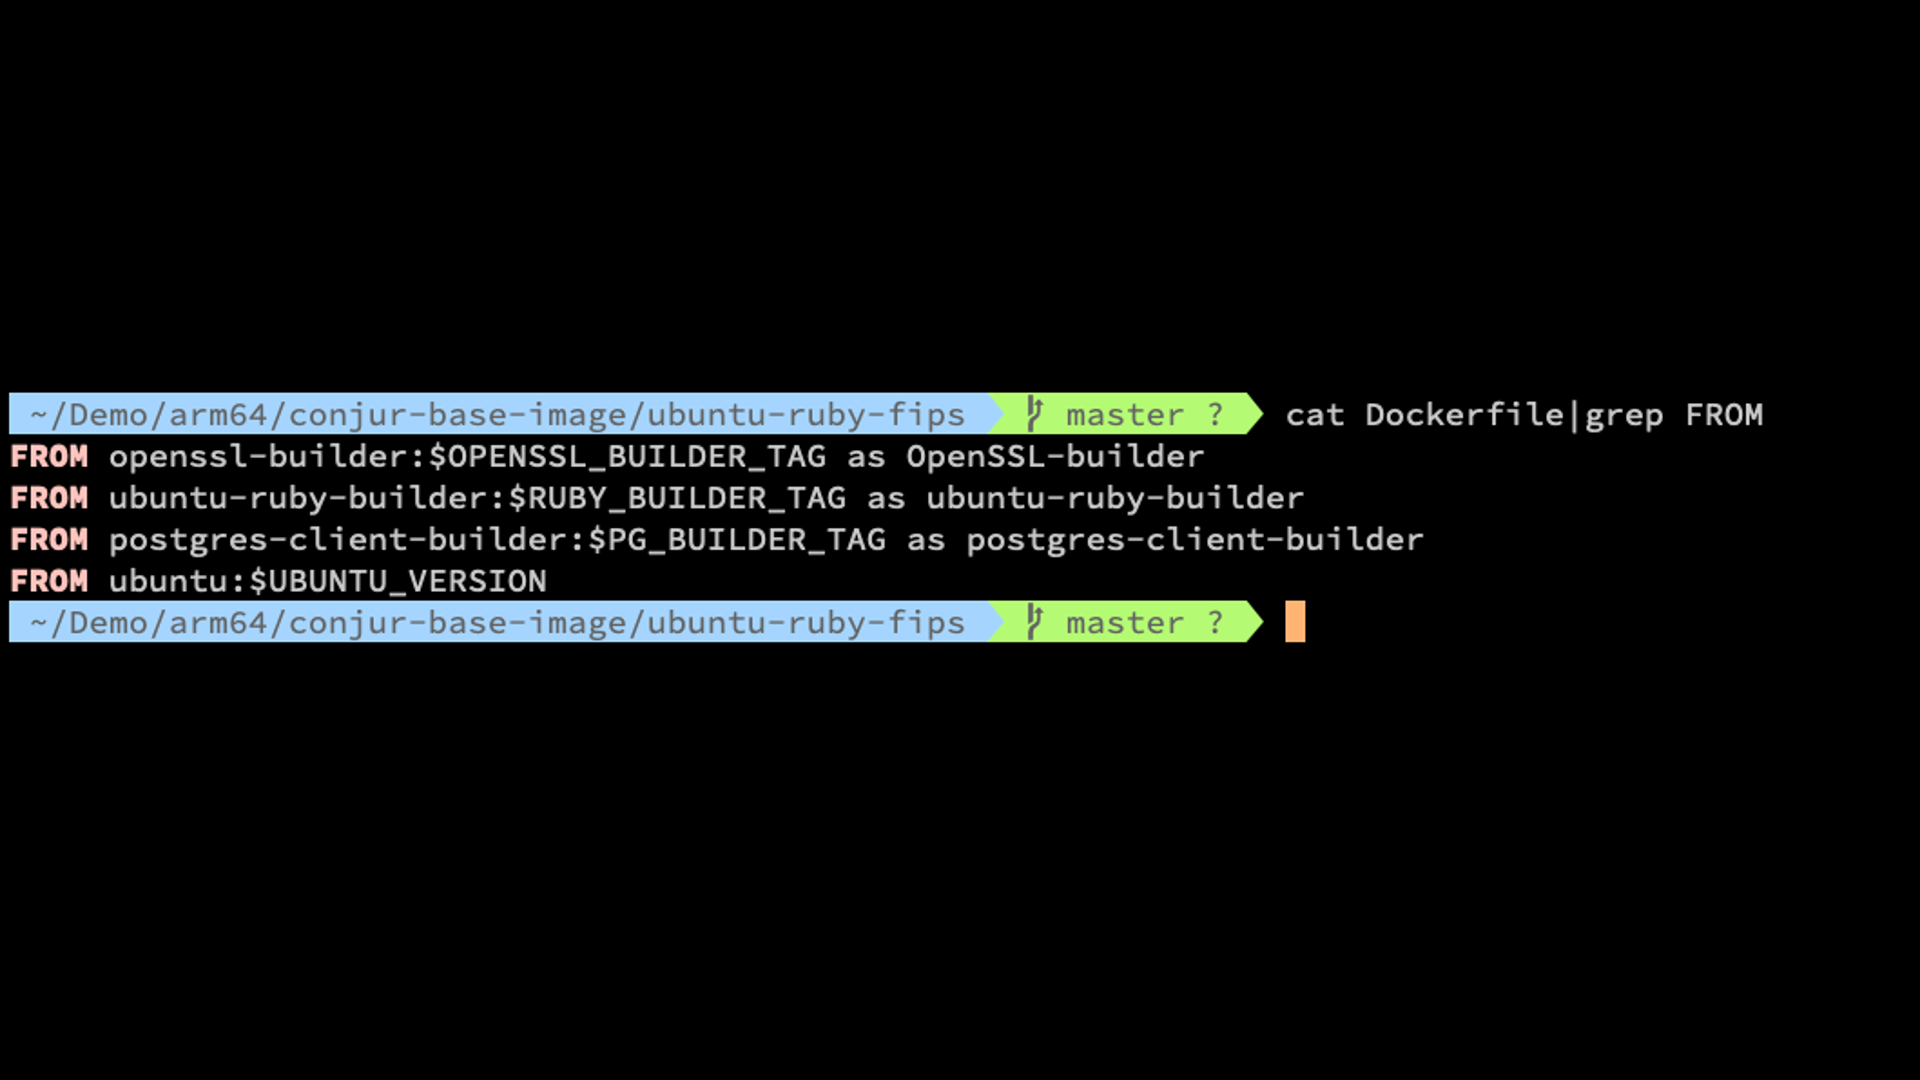 ~/Demo/arm64/conjur-base-image/ubuntu-ruby-fips master ? cat Dockerfile|grep FROM
FROM openssl-builder:$OPENSSL_BUILDER_TAG as OpenSSL-builder
FROM ubuntu-ruby-builder:$RUBY_BUILDER_TAG as ubuntu-ruby-builder
FROM postgres-client-builder:$PG_BUILDER_TAG as postgres-client-builder
FROM ubuntu:$UBUNTU_VERSION
~/Demo/arm64/conjur-base-image/ubuntu-ruby-fips master ?